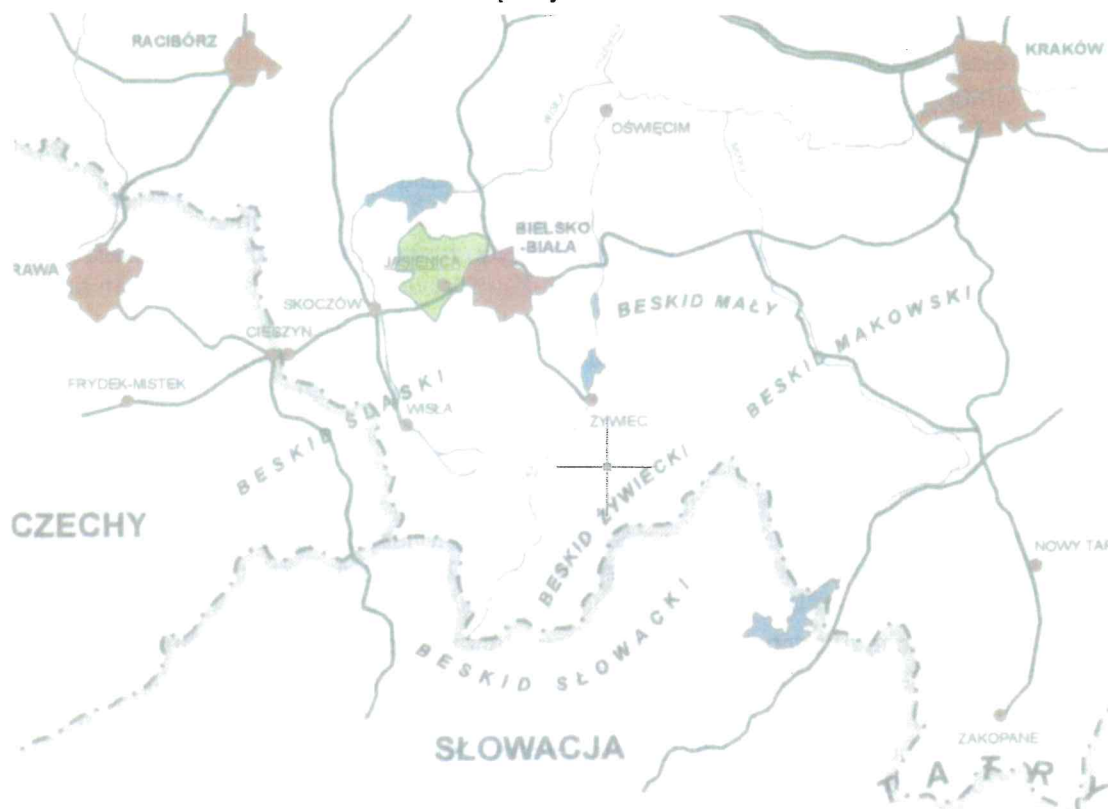 RACIBÓRZ
KRAKÓW
OŚWIĘCIM
BIELSKO
-BIAŁA
JASIENICA
RAWA
SKOCZÓW
BESKID MAŁY
BESKID MAKOWSKI
CIESZYN
FRYDEK-MISTEK
BESKID ŚLĄSKI
WISŁA
ŻYWIEC
BESKID ŻYWIECKI
CZECHY
NOWY TAR
BESKID SŁOWACKI
SŁOWACJA
ZAKOPANE
TATRY